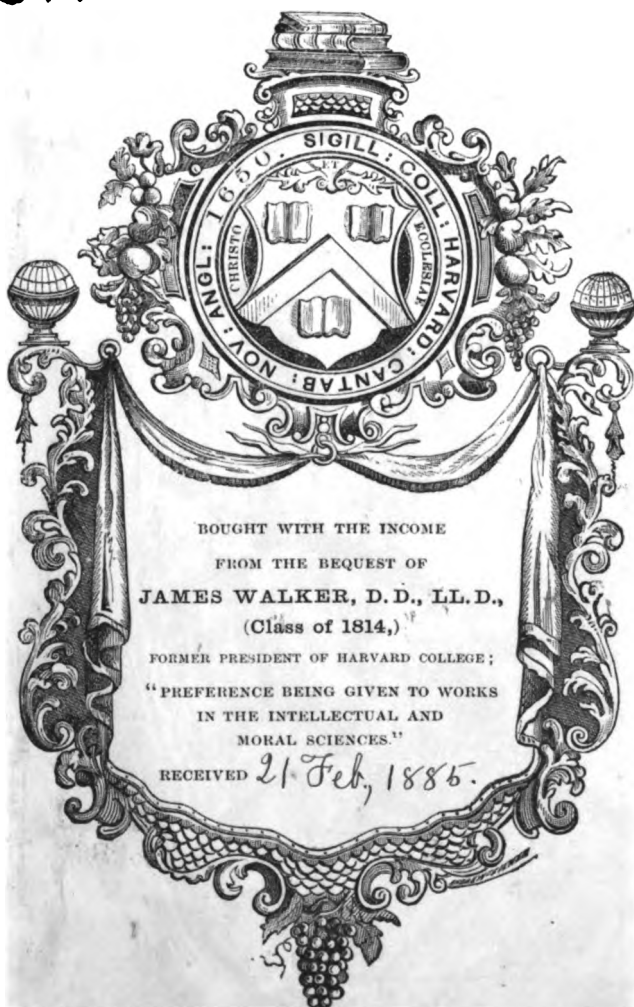 SIGILL: COLL: HARVARD: CANTAB: NOV: ANGL: 1650.
ET
CHRISTO
ECCLESIAE
BOUGHT WITH THE INCOME
FROM THE BEQUEST OF
JAMES WALKER, D.D., LL.D.,
(Class of 1814,)
FORMER PRESIDENT OF HARVARD COLLEGE;
"PREFERENCE BEING GIVEN TO WORKS
IN THE INTELLECTUAL AND
MORAL SCIENCES."
RECEIVED 21 Feb, 1885.